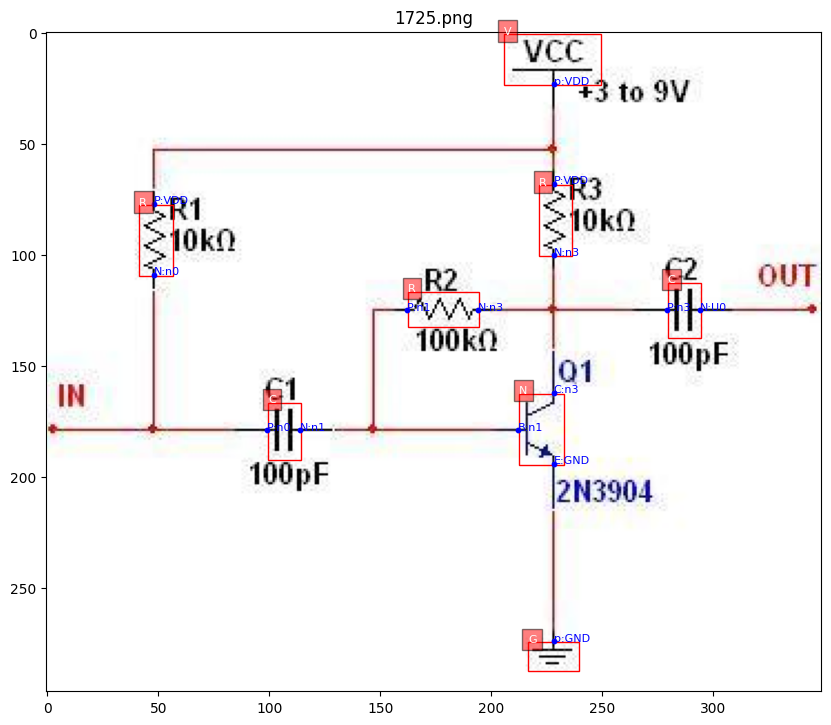 1725.png
V
VCC
p:VDD
+3 to 9V
0
50
100
150
200
250
R
P:VDD
R1
10kΩ
N:n0
R
P:VDD
R3
10kΩ
N:n3
R
R2
P:n1
N:n3
100kΩ
C
C2
OUT
P:n3
N:U0
100pF
IN
C
C1
P:n0
N:n1
100pF
N
Q1
C:n3
B:n1
E:GND
2N3904
G
p:GND
0
50
100
150
200
250
300